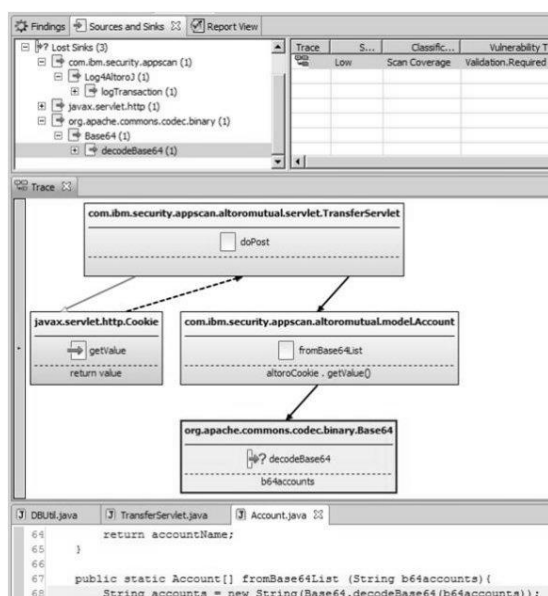 Findings Sources and Sinks Report View
Lost Sinks (3)
com.ibm.security.appscan (1)
Log4AltoroJ (1)
logTransaction (1)
javax.servlet.http (1)
org.apache.commons.codec.binary (1)
Base64 (1)
decodeBase64 (1)
Trace S... Classific... Vulnerability T
Low Scan Coverage Validation.Required
Trace
com.ibm.security.appscan.altoromutual.servlet.TransferServlet
doPost
javax.servlet.http.Cookie
getValue
return value
com.ibm.security.appscan.altoromutual.model.Account
fromBase64List
altoroCookie . getValue()
org.apache.commons.codec.binary.Base64
decodeBase64
b64accounts
DBUtil.java TransferServlet.java Account.java
64 return accountName;
65 }
66
67 public static Account[] fromBase64List (String b64accounts){
68 String accounts = new String(Base64.decodeBase64(b64accounts));